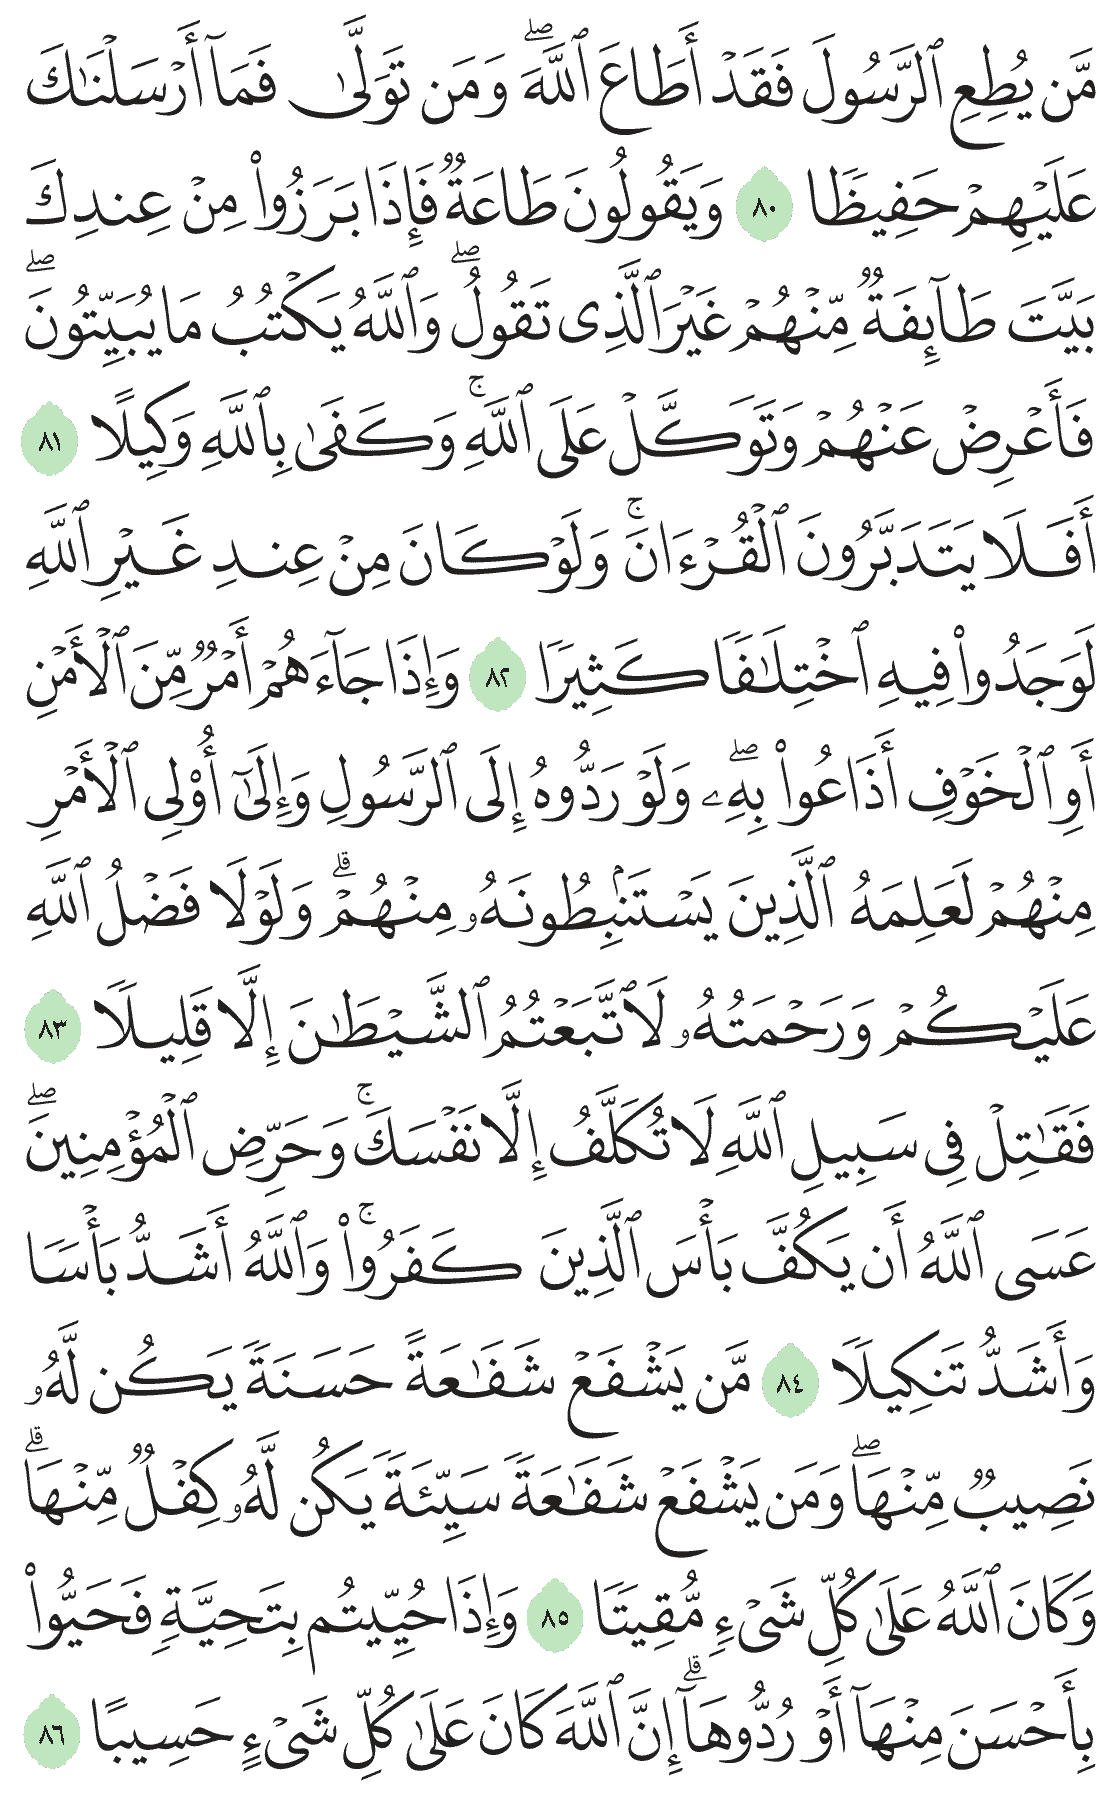 مَّن يُطِعِ ٱلرَّسُولَ فَقَدْ أَطَاعَ ٱللَّهَ ۖ وَمَن تَوَلَّىٰ فَمَآ أَرْسَلْنَٰكَ
عَلَيْهِمْ حَفِيظًا ٨٠ وَيَقُولُونَ طَاعَةٌ فَإِذَا بَرَزُوا۟ مِنْ عِندِكَ
بَيَّتَ طَآئِفَةٌ مِّنْهُمْ غَيْرَ ٱلَّذِى تَقُولُ ۖ وَٱللَّهُ يَكْتُبُ مَا يُبَيِّتُونَ ۖ
فَأَعْرِضْ عَنْهُمْ وَتَوَكَّلْ عَلَى ٱللَّهِ ۚ وَكَفَىٰ بِٱللَّهِ وَكِيلًا ٨١
أَفَلَا يَتَدَبَّرُونَ ٱلْقُرْءَانَ ۚ وَلَوْ كَانَ مِنْ عِندِ غَيْرِ ٱللَّهِ
لَوَجَدُوا۟ فِيهِ ٱخْتِلَٰفًا كَثِيرًا ٨٢ وَإِذَا جَآءَهُمْ أَمْرٌ مِّنَ ٱلْأَمْنِ
أَوِ ٱلْخَوْفِ أَذَاعُوا۟ بِهِۦ ۖ وَلَوْ رَدُّوهُ إِلَى ٱلرَّسُولِ وَإِلَىٰٓ أُو۟لِى ٱلْأَمْرِ
مِنْهُمْ لَعَلِمَهُ ٱلَّذِينَ يَسْتَنۢبِطُونَهُۥ مِنْهُمْ ۗ وَلَوْلَا فَضْلُ ٱللَّهِ
عَلَيْكُمْ وَرَحْمَتُهُۥ لَٱتَّبَعْتُمُ ٱلشَّيْطَٰنَ إِلَّا قَلِيلًا ٨٣
فَقَٰتِلْ فِى سَبِيلِ ٱللَّهِ لَا تُكَلَّفُ إِلَّا نَفْسَكَ ۚ وَحَرِّضِ ٱلْمُؤْمِنِينَ ۖ
عَسَى ٱللَّهُ أَن يَكُفَّ بَأْسَ ٱلَّذِينَ كَفَرُوا۟ ۚ وَٱللَّهُ أَشَدُّ بَأْسًا
وَأَشَدُّ تَنكِيلًا ٨٤ مَّن يَشْفَعْ شَفَٰعَةً حَسَنَةً يَكُن لَّهُۥ
نَصِيبٌ مِّنْهَا ۖ وَمَن يَشْفَعْ شَفَٰعَةً سَيِّئَةً يَكُن لَّهُۥ كِفْلٌ مِّنْهَا ۗ
وَكَانَ ٱللَّهُ عَلَىٰ كُلِّ شَىْءٍ مُّقِيتًا ٨٥ وَإِذَا حُيِّيتُم بِتَحِيَّةٍ فَحَيُّوا۟
بِأَحْسَنَ مِنْهَآ أَوْ رُدُّوهَآ ۗ إِنَّ ٱللَّهَ كَانَ عَلَىٰ كُلِّ شَىْءٍ حَسِيبًا ٨٦